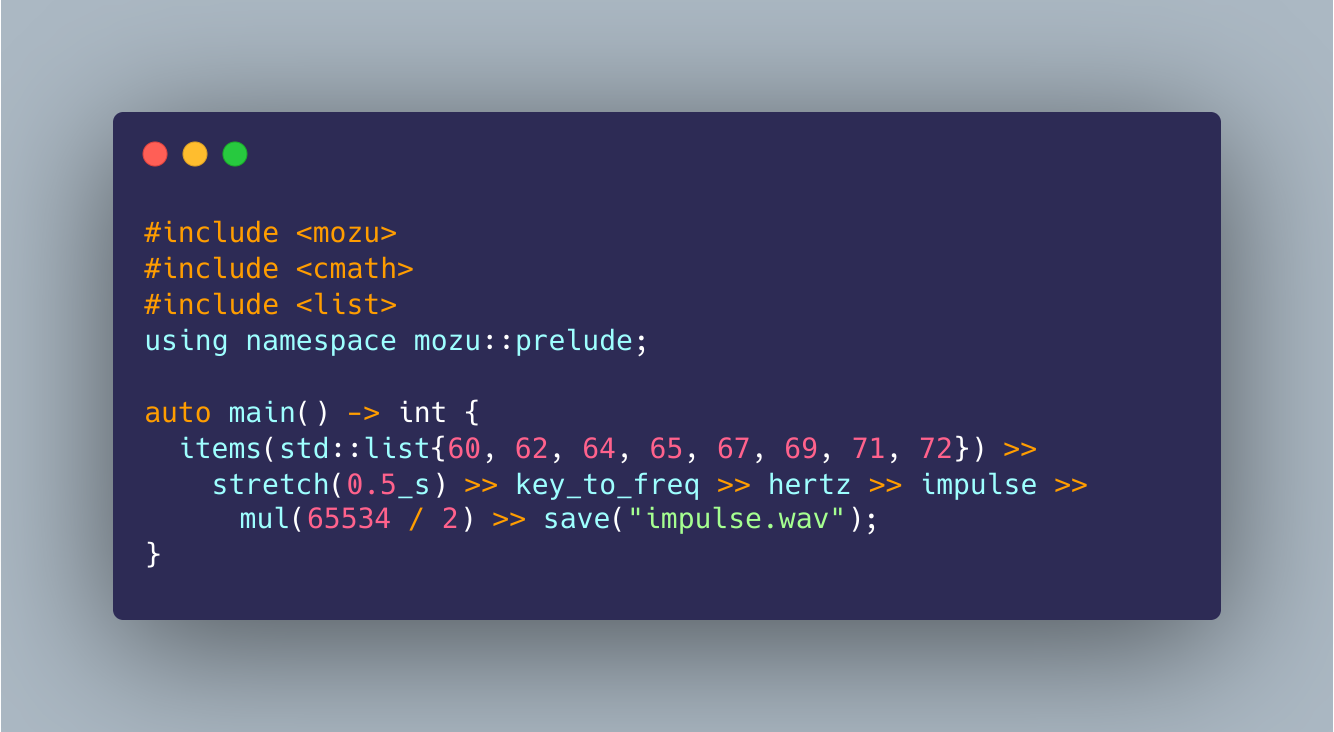 #include <mozu>
#include <cmath>
#include <list>
using namespace mozu::prelude;
auto main() -> int {
items(std::list{60, 62, 64, 65, 67, 69, 71, 72}) >>
stretch(0.5_s) >> key_to_freq >> hertz >> impulse >>
mul(65534 / 2) >> save("impulse.wav");
}